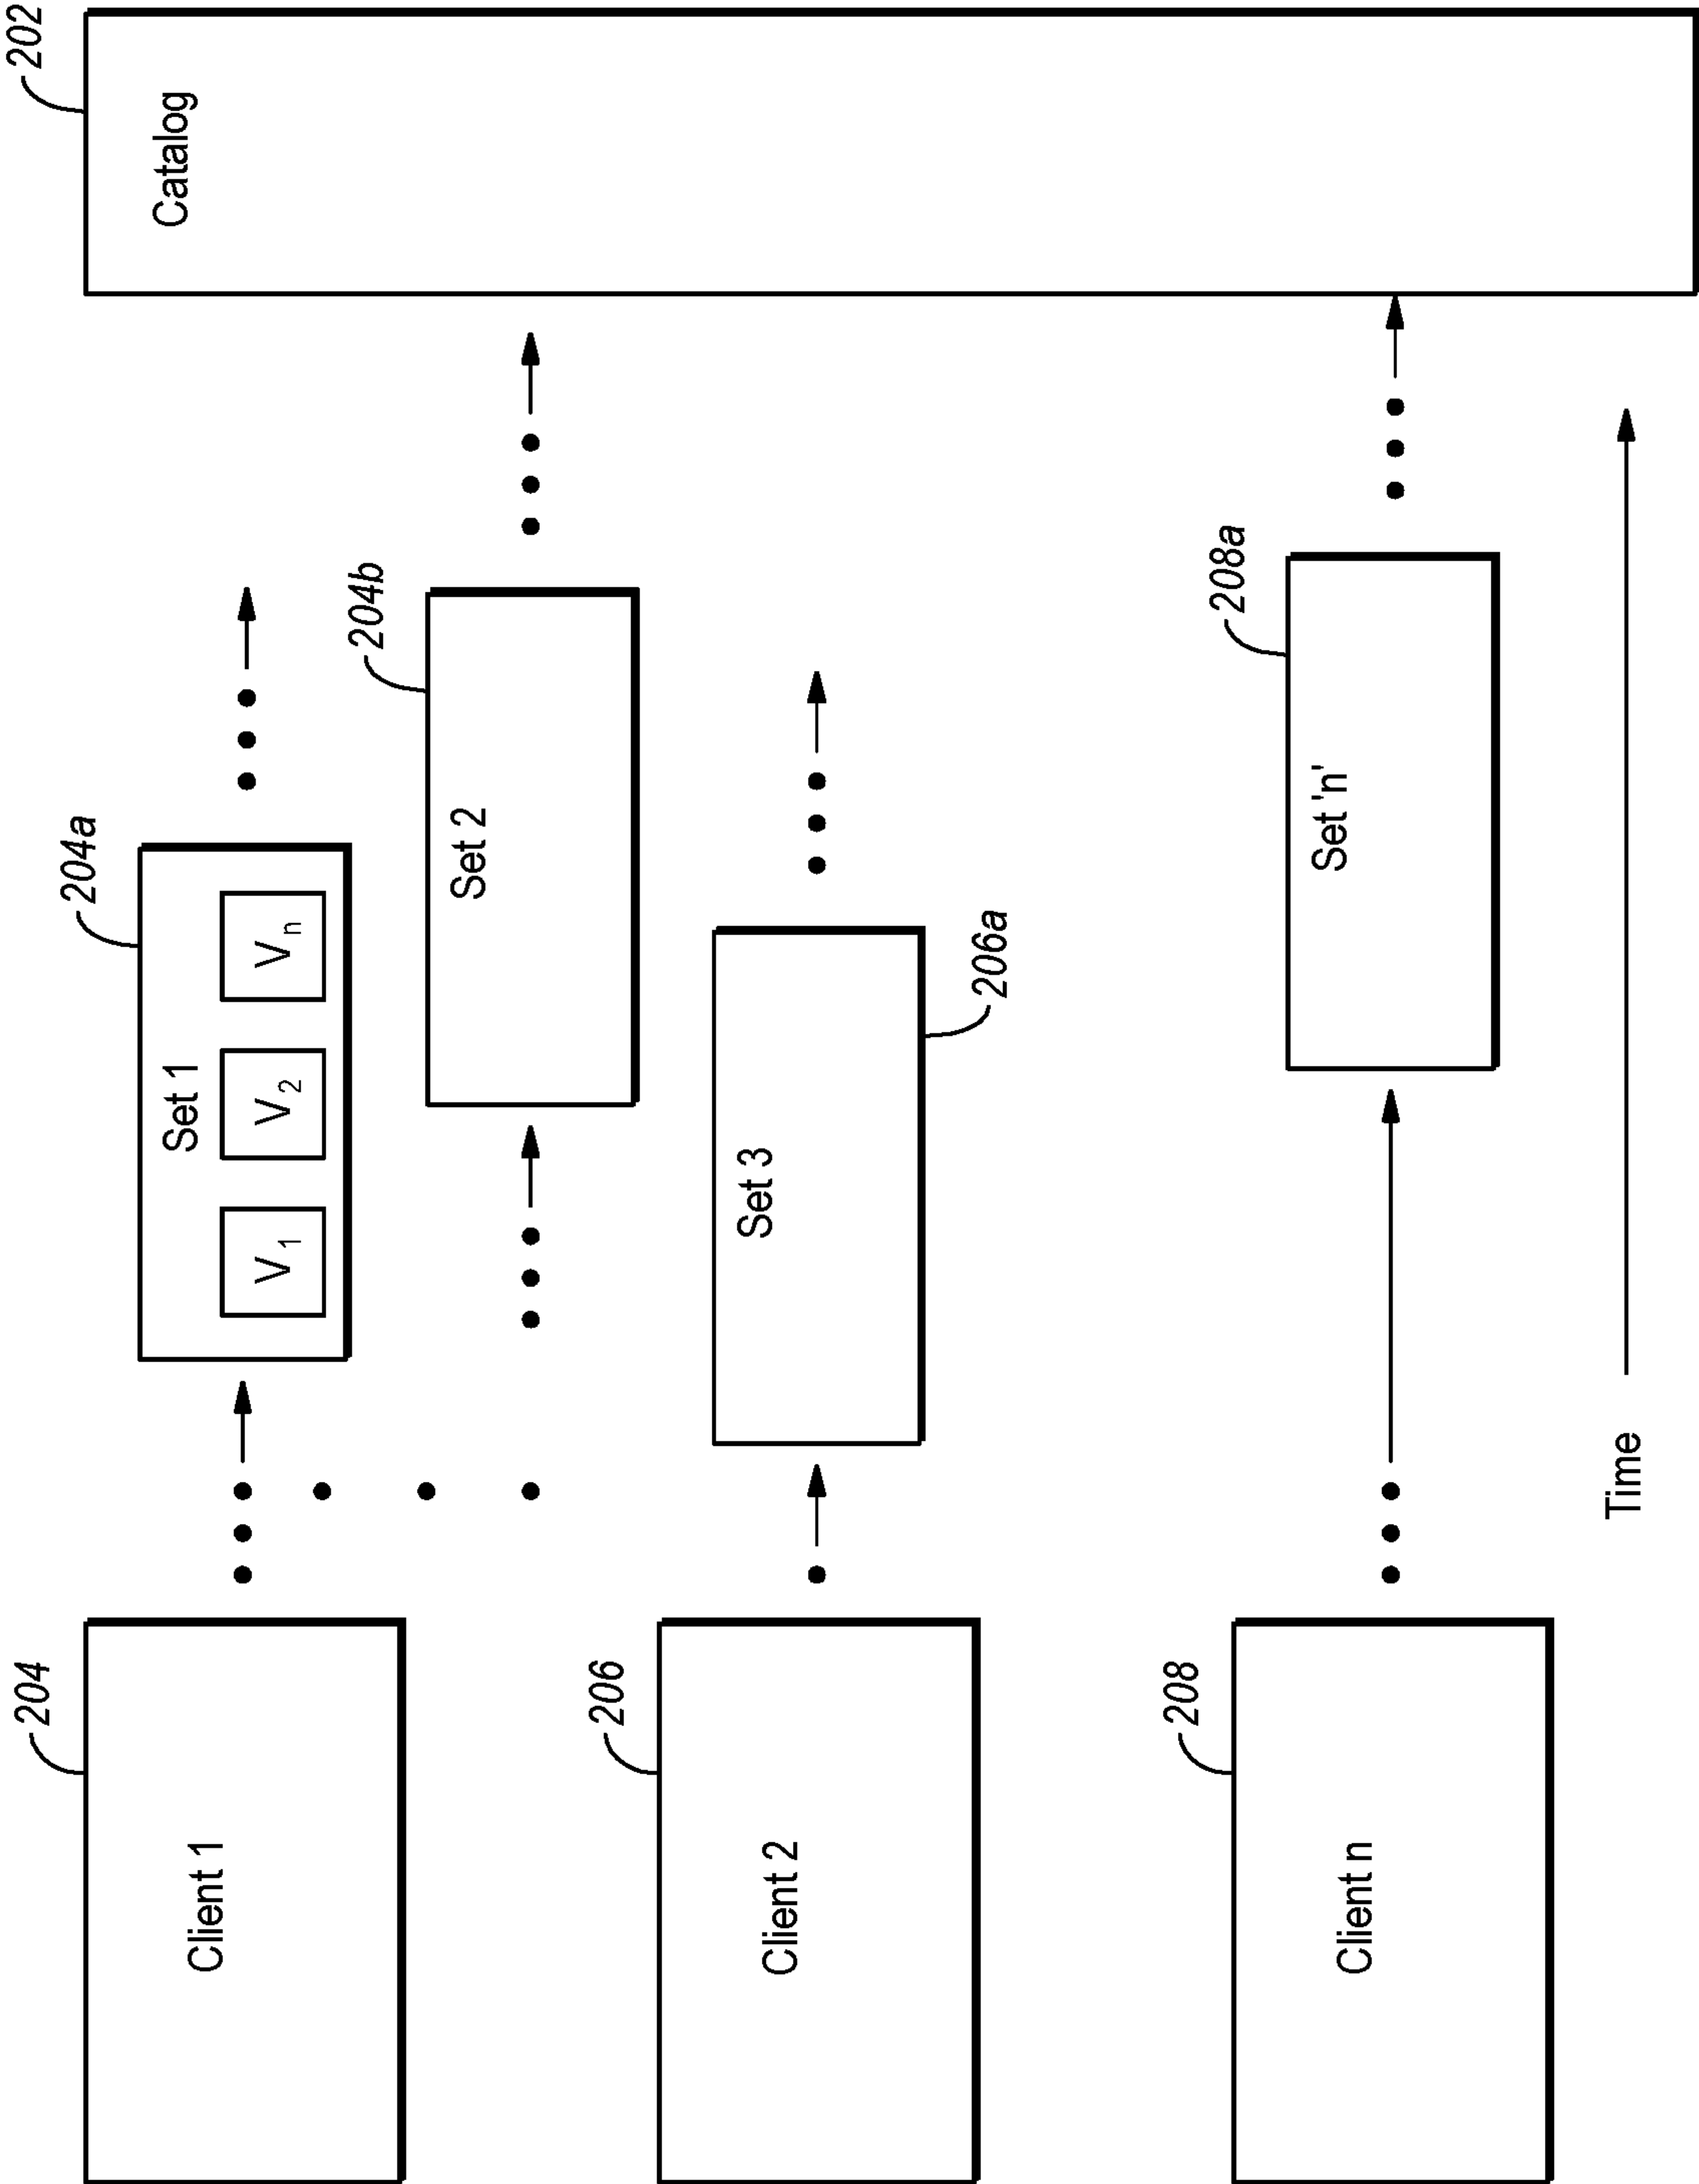 204
Client 1
204a
Set 1
V1
V2
Vn
204b
Set 2
206
Client 2
Set 3
206a
208
Client n
208a
Set 'n'
202
Catalog
Time